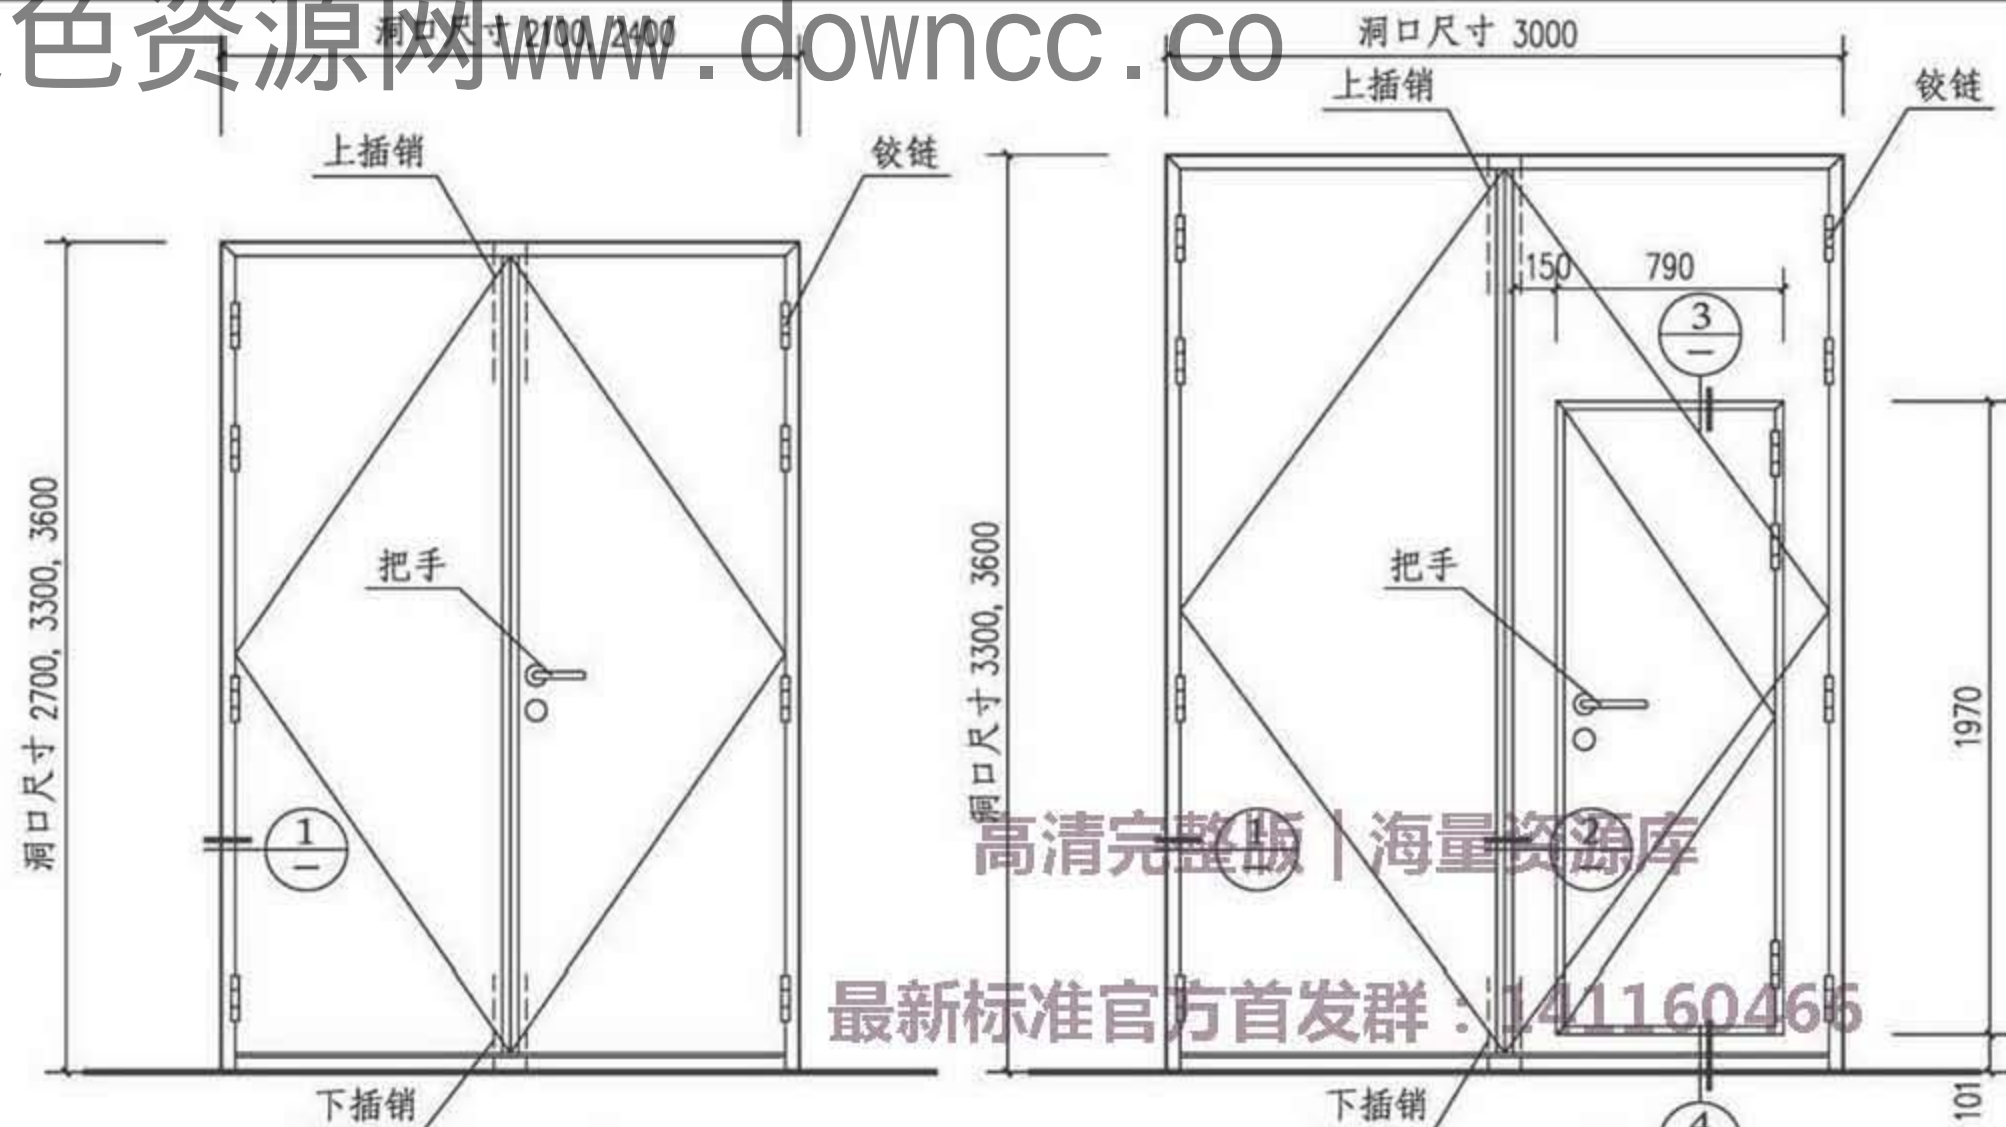 色资源网www.downcc.co
洞口尺寸 2100, 2400
洞口尺寸 3000
上插销
铰链
上插销
铰链
150
790
3
—
洞口尺寸 2700, 3300, 3600
把手
洞口尺寸 3300, 3600
把手
1970
1
—
1
—
2
—
高清完整版｜海量资源库
最新标准官方首发群：141160466
下插销
下插销
4
101